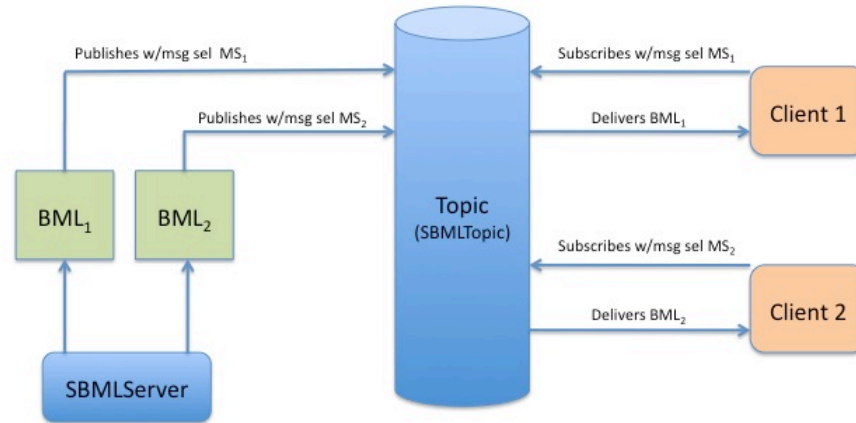 Publishes w/msg sel MS₁
Subscribes w/msg sel MS₁
Client 1
Publishes w/msg sel MS₂
Delivers BML₁
BML₁
BML₂
Topic
(SBMLTopic)
Subscribes w/msg sel MS₂
Client 2
Delivers BML₂
SBMLServer